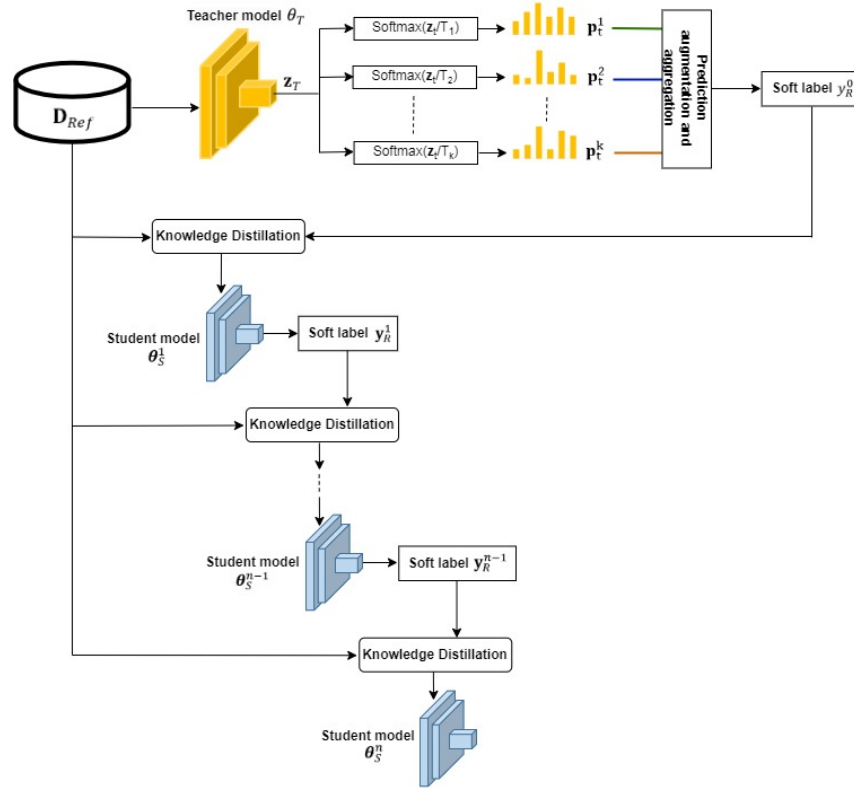 Teacher model θ_T
D_Ref
z_T
Softmax(z_t/T_1)
p_t^1
Softmax(z_t/T_2)
p_t^2
Softmax(z_t/T_k)
p_t^k
Prediction
augmentation and
aggregation
Soft label y_R^0
Knowledge Distillation
Student model
θ_S^1
Soft label y_R^1
Knowledge Distillation
Student model
θ_S^{n-1}
Soft label y_R^{n-1}
Knowledge Distillation
Student model
θ_S^n